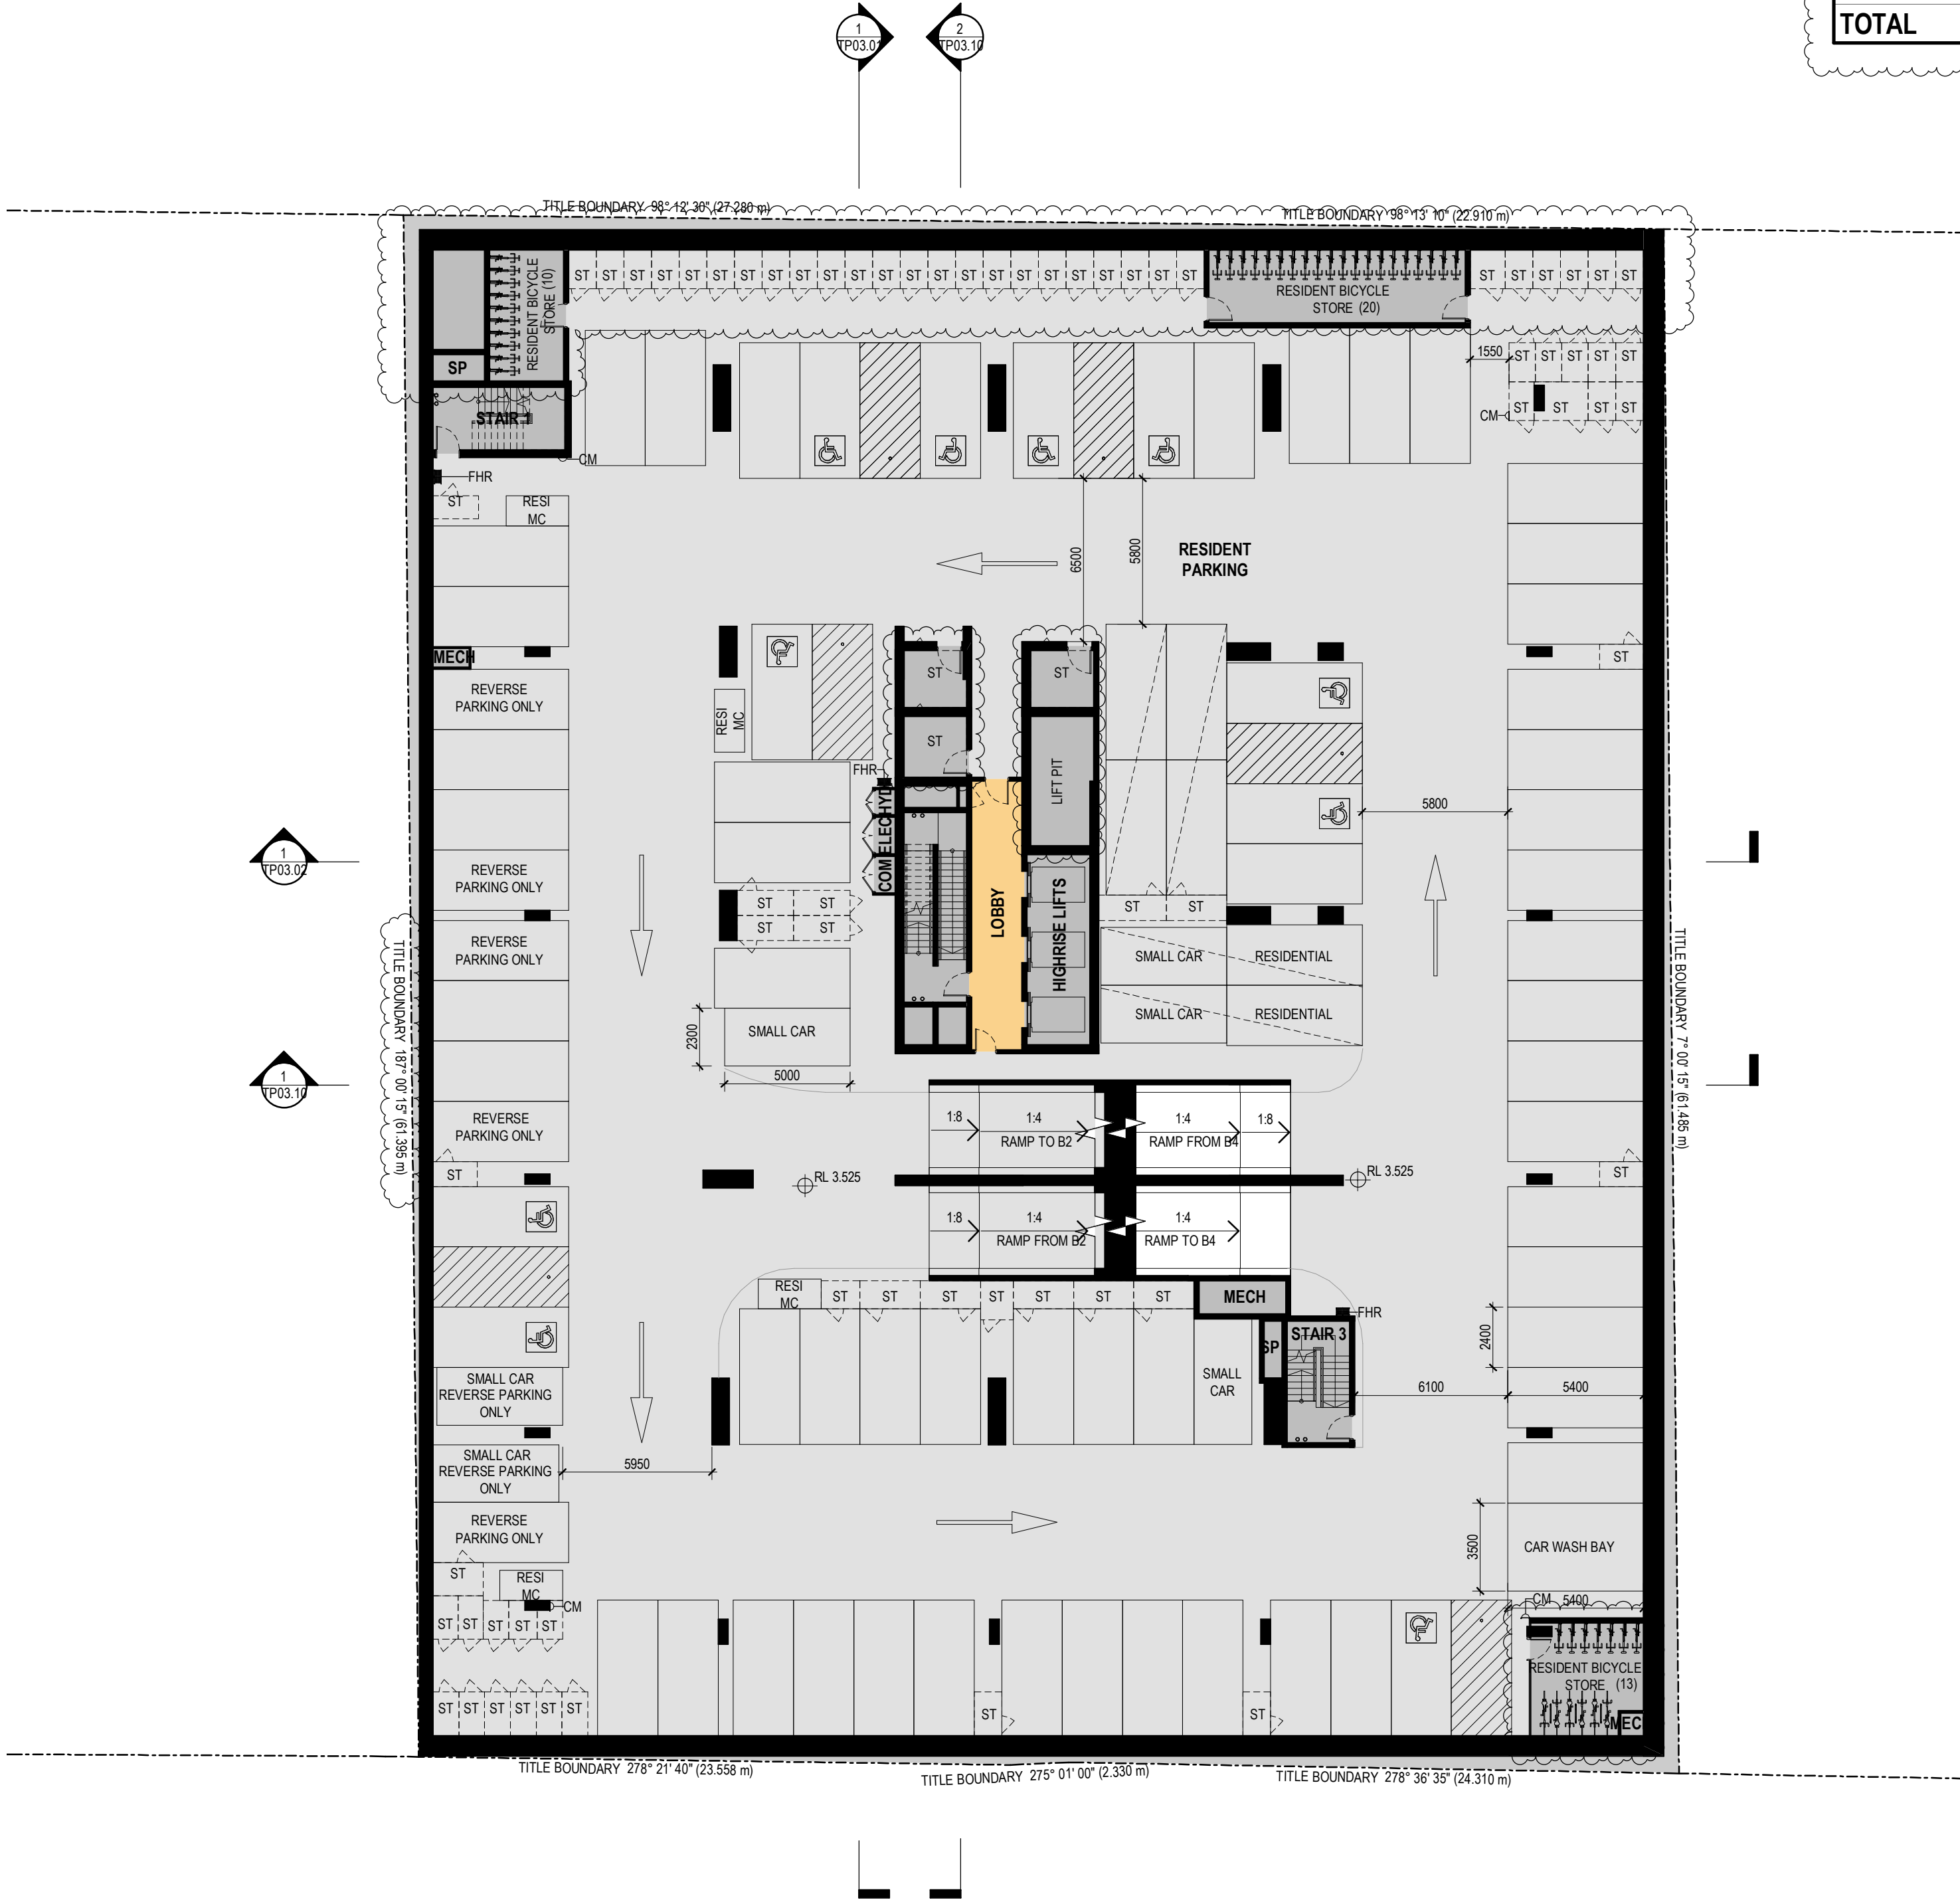 TOTAL
1
TP03.01
2
TP03.10
TITLE BOUNDARY 98° 12' 30" (27.280 m)
TITLE BOUNDARY 98° 13' 10" (22.910 m)
RESIDENT BICYCLE
STORE (10)
ST ST ST ST ST ST ST ST ST ST ST ST ST ST ST ST ST ST ST ST ST ST ST
RESIDENT BICYCLE
STORE (20)
ST ST ST ST ST ST
SP
1550
ST ST ST ST ST
STAIR 1
CM
ST ST ST ST
CM
FHR
ST
RESI
MC
6500
5800
RESIDENT
PARKING
MECH
ST
ST
ST
REVERSE
PARKING ONLY
RESI
MC
ST
LIFT PIT
FHR
HYD
ELEC
COM
5800
1
TP03.02
REVERSE
PARKING ONLY
ST ST
ST ST
LOBBY
HIGHRISE LIFTS
ST ST
REVERSE
PARKING ONLY
SMALL CAR
RESIDENTIAL
SMALL CAR
RESIDENTIAL
TITLE BOUNDARY 187° 00' 15" (61.395 m)
TITLE BOUNDARY 7° 00' 15" (61.485 m)
2300
SMALL CAR
5000
1
TP03.10
REVERSE
PARKING ONLY
1:8
1:4
RAMP TO B2
1:4
RAMP FROM B4
1:8
ST
ST
RL 3.525
RL 3.525
1:8
1:4
RAMP FROM B2
1:4
RAMP TO B4
RESI
MC
ST ST ST ST ST ST ST
MECH
FHR
SP
STAIR 3
2400
SMALL CAR
REVERSE PARKING
ONLY
SMALL
CAR
6100
5400
SMALL CAR
REVERSE PARKING
ONLY
5950
REVERSE
PARKING ONLY
3500
CAR WASH BAY
ST
RESI
MC
CM
CM
5400
ST ST ST ST ST
RESIDENT BICYCLE
STORE (13)
ST ST ST ST ST ST
ST
ST
MEC
TITLE BOUNDARY 278° 21' 40" (23.558 m)
TITLE BOUNDARY 275° 01' 00" (2.330 m)
TITLE BOUNDARY 278° 36' 35" (24.310 m)